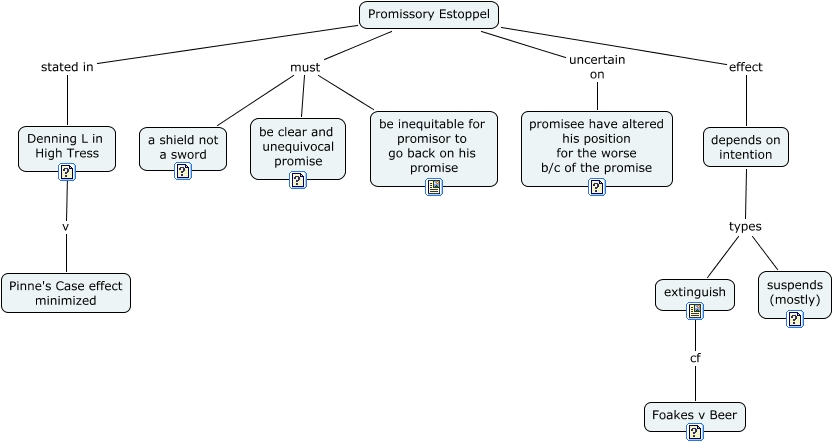 Promissory Estoppel
stated in
must
uncertain
on
effect
Denning L in
High Tress
a shield not
a sword
be clear and
unequivocal
promise
be inequitable for
promisor to
go back on his
promise
promisee have altered
his position
for the worse
b/c of the promise
depends on
intention
v
types
Pinne's Case effect
minimized
extinguish
suspends
(mostly)
cf
Foakes v Beer